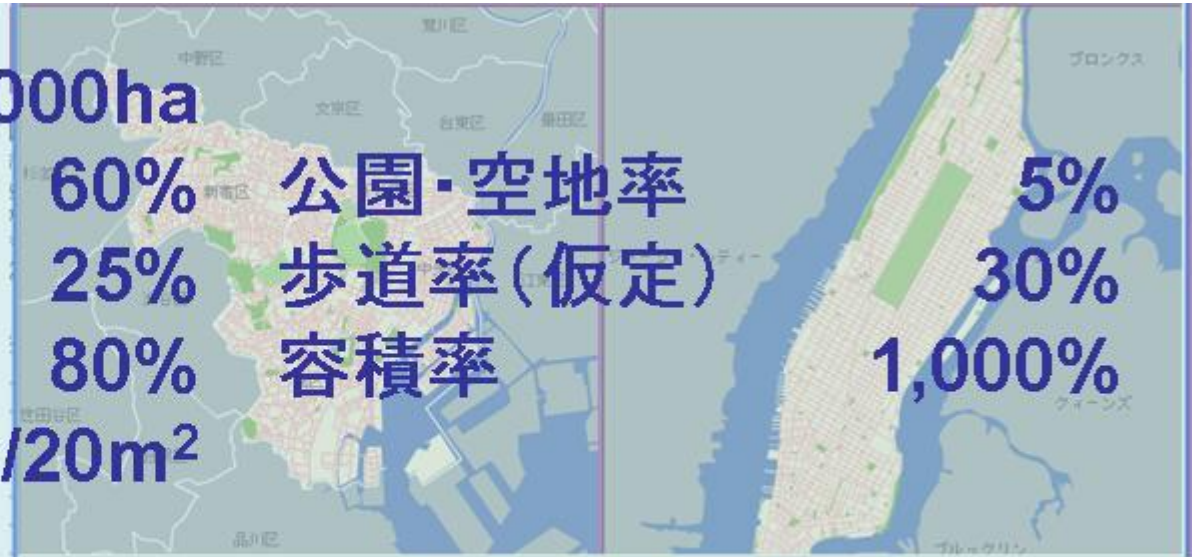 荒川区
中野区
ブロンクス
000ha
文京区
台東区
墨田区
60% 公園・空地率 5%
新宿区
25% 歩道率(仮定) 30%
80% 容積率 1,000%
世田谷区
クィーンズ
/20m²
品川区
ブルックリン